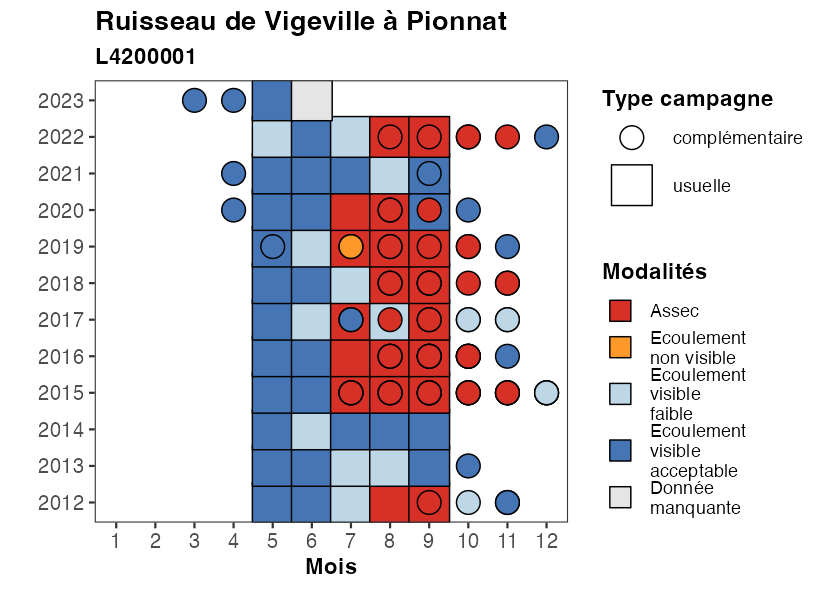 Ruisseau de Vigeville à Pionnat
L4200001
2023
2022
2021
2020
2019
2018
2017
2016
2015
2014
2013
2012
1 2 3 4 5 6 7 8 9 10 11 12
Mois
Type campagne
complémentaire
usuelle
Modalités
Assec
Ecoulement
non visible
Ecoulement
visible
faible
Ecoulement
visible
acceptable
Donnée
manquante